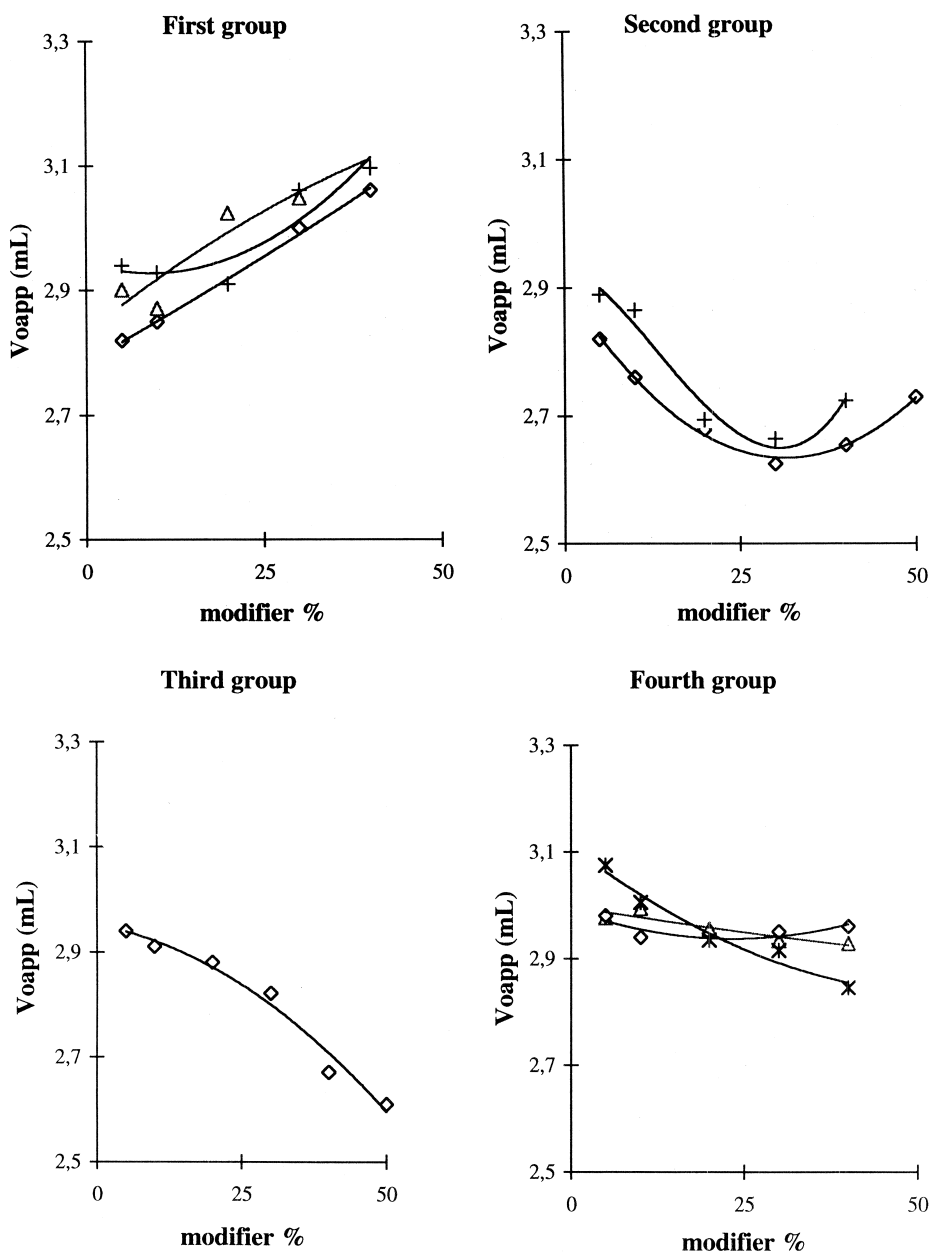 First group
3,3
3,1
2,9
2,7
2,5
Voapp (mL)
0 25 50
modifier %
Second group
3,3
3,1
2,9
2,7
2,5
Voapp (mL)
0 25 50
modifier %
Third group
3,3
3,1
2,9
2,7
2,5
Voapp (mL)
0 25 50
modifier %
Fourth group
3,3
3,1
2,9
2,7
2,5
Voapp (mL)
0 25 50
modifier %